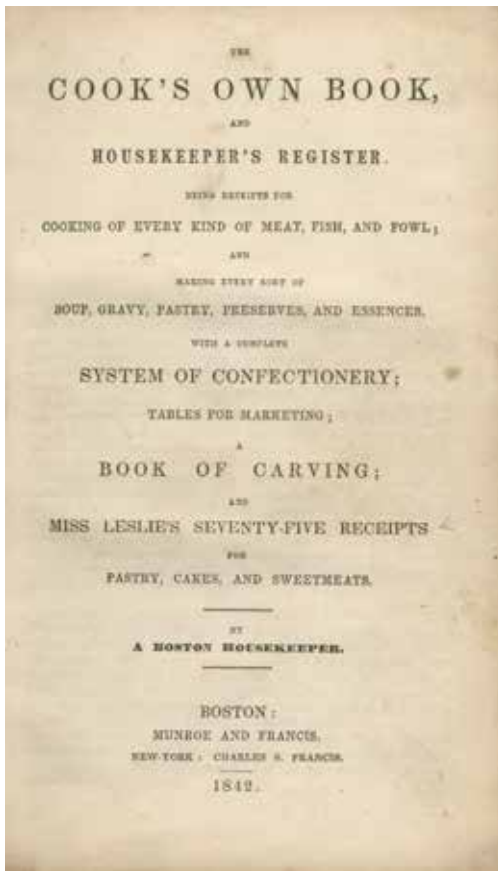 THE
COOK'S OWN BOOK,
AND
HOUSEKEEPER'S REGISTER.
BEING RECEIPTS FOR
COOKING OF EVERY KIND OF MEAT, FISH, AND FOWL;
AND
MAKING EVERY SORT OF
SOUP, GRAVY, PASTRY, PRESERVES, AND ESSENCES.
WITH A COMPLETE
SYSTEM OF CONFECTIONERY;
TABLES FOR MARKETING;
A
BOOK OF CARVING;
AND
MISS LESLIE'S SEVENTY-FIVE RECEIPTS
FOR
PASTRY, CAKES, AND SWEETMEATS.
BY
A BOSTON HOUSEKEEPER.
BOSTON:
MUNROE AND FRANCIS.
NEW-YORK: CHARLES S. FRANCIS.
1842.